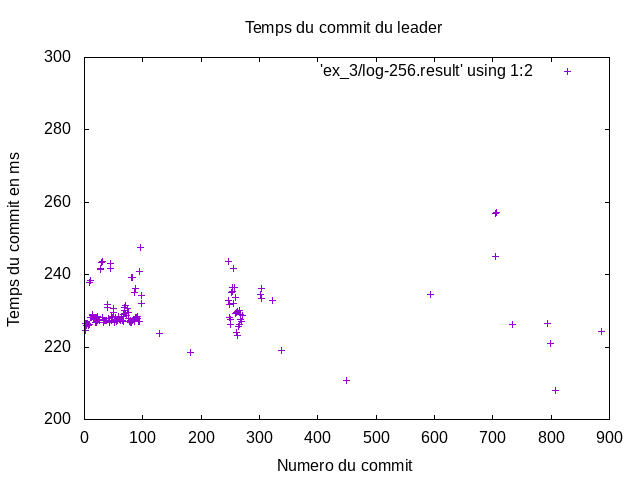 Temps du commit du leader
'ex_3/log-256.result' using 1:2
300
280
260
240
220
200
Temps du commit en ms
0 100 200 300 400 500 600 700 800 900
Numero du commit